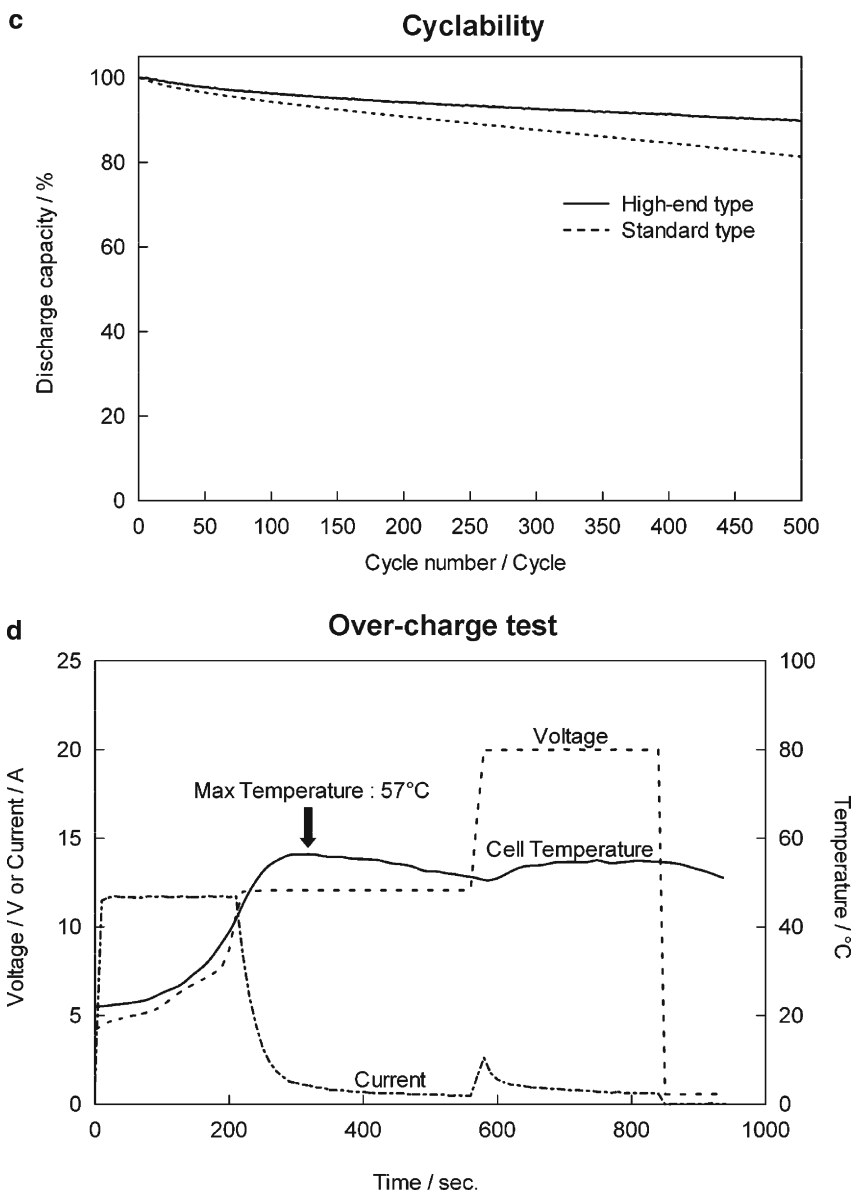 c
Cyclability
100
80
60
40
20
0
Discharge capacity / %
High-end type
Standard type
0 50 100 150 200 250 300 350 400 450 500
Cycle number / Cycle
d
Over-charge test
25
20
15
10
5
0
Voltage / V or Current / A
Voltage
Max Temperature : 57°C
Cell Temperature
Current
100
80
60
40
20
0
Temperature / °C
0 200 400 600 800 1000
Time / sec.